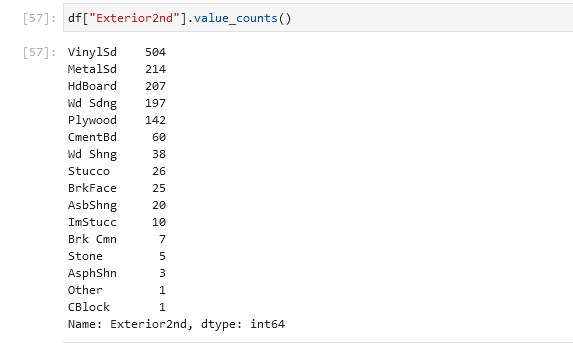 [57]: df["Exterior2nd"].value_counts()
[57]: VinylSd    504
MetalSd    214
HdBoard    207
Wd Sdng    197
Plywood    142
CmentBd     60
Wd Shng     38
Stucco      26
BrkFace     25
AsbShng     20
ImStucc     10
Brk Cmn      7
Stone        5
AsphShn      3
Other        1
CBlock       1
Name: Exterior2nd, dtype: int64